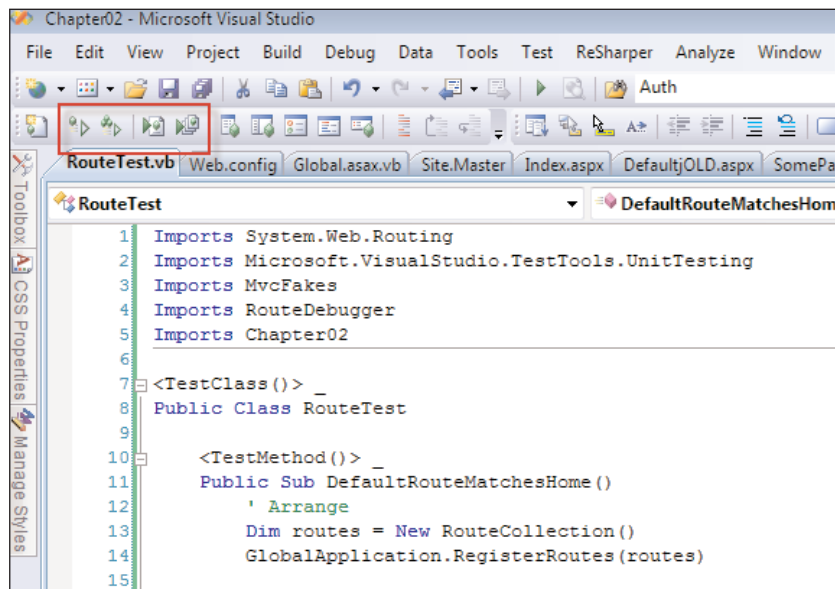 Chapter02 - Microsoft Visual Studio
File Edit View Project Build Debug Data Tools Test ReSharper Analyze Window
Auth
RouteTest.vb Web.config Global.asax.vb Site.Master Index.aspx DefaultjOLD.aspx SomePa
Toolbox
CSS Properties
Manage Styles
RouteTest DefaultRouteMatchesHom
1 Imports System.Web.Routing
2 Imports Microsoft.VisualStudio.TestTools.UnitTesting
3 Imports MvcFakes
4 Imports RouteDebugger
5 Imports Chapter02
6
7 <TestClass()> _
8 Public Class RouteTest
9
10 <TestMethod()> _
11 Public Sub DefaultRouteMatchesHome()
12 ' Arrange
13 Dim routes = New RouteCollection()
14 GlobalApplication.RegisterRoutes(routes)
15